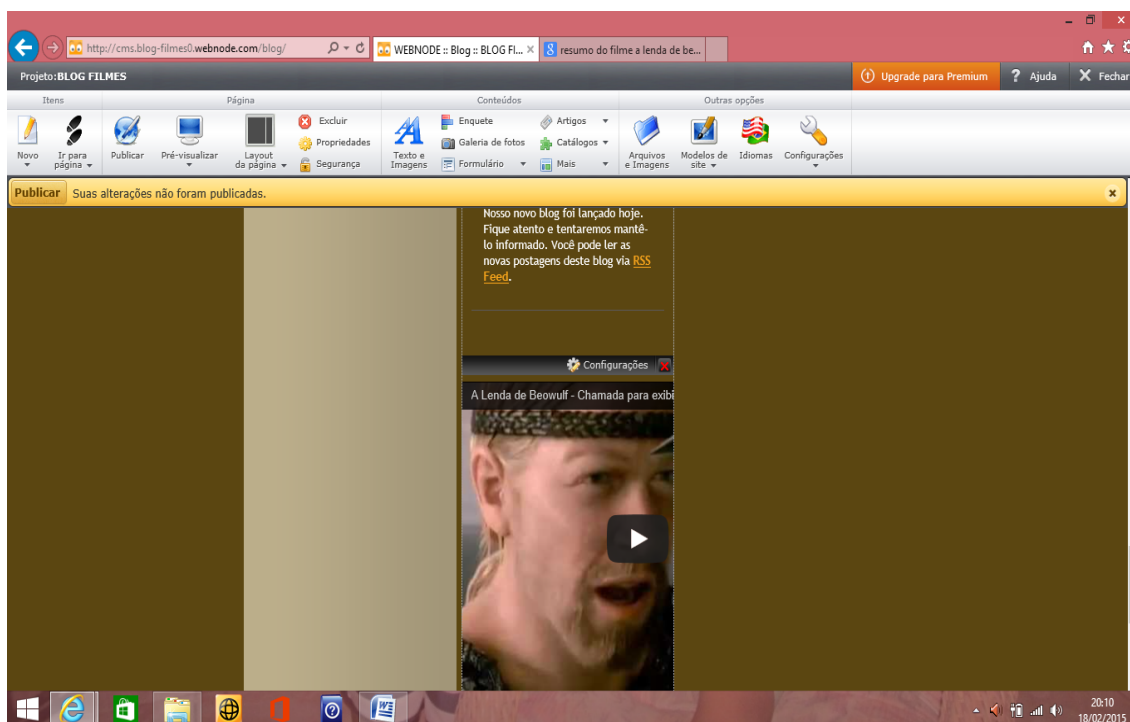 http://cms.blog-filmes0.webnode.com/blog/
WEBNODE :: Blog :: BLOG FI...
resumo do filme a lenda de be...
Projeto:BLOG FILMES
Upgrade para Premium
Ajuda
Fechar
Itens
Página
Conteúdos
Outras opções
Novo
Ir para página
Publicar
Pré-visualizar
Layout da página
Excluir
Propriedades
Segurança
Texto e Imagens
Enquete
Galeria de fotos
Formulário
Artigos
Catálogos
Mais
Arquivos e Imagens
Modelos de site
Idiomas
Configurações
Publicar Suas alterações não foram publicadas.
Nosso novo blog foi lançado hoje.
Fique atento e tentaremos mantê-
lo informado. Você pode ler as
novas postagens deste blog via RSS
Feed.
Configurações
A Lenda de Beowulf - Chamada para exibi
20:10
18/02/2015